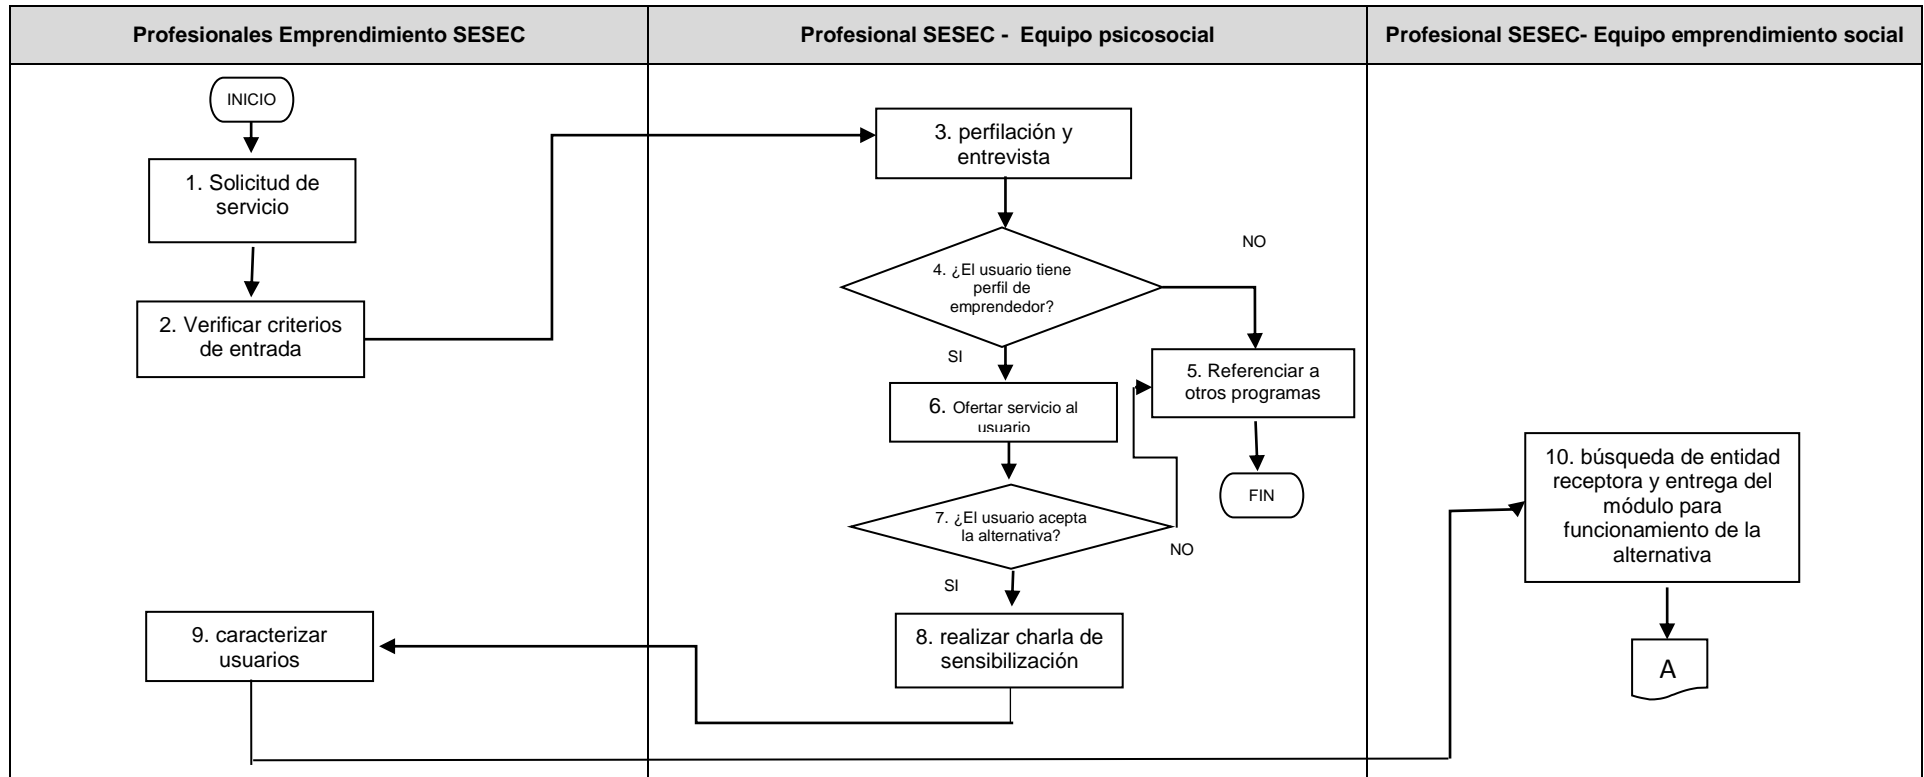 Profesionales Emprendimiento SESEC
Profesional SESEC - Equipo psicosocial
Profesional SESEC- Equipo emprendimiento social
INICIO
1. Solicitud de
servicio
2. Verificar criterios
de entrada
3. perfilación y
entrevista
4. ¿El usuario tiene
perfil de
emprendedor?
NO
SI
5. Referenciar a
otros programas
FIN
6. Ofertar servicio al
usuario
7. ¿El usuario acepta
la alternativa?
NO
SI
8. realizar charla de
sensibilización
9. caracterizar
usuarios
10. búsqueda de entidad
receptora y entrega del
módulo para
funcionamiento de la
alternativa
A